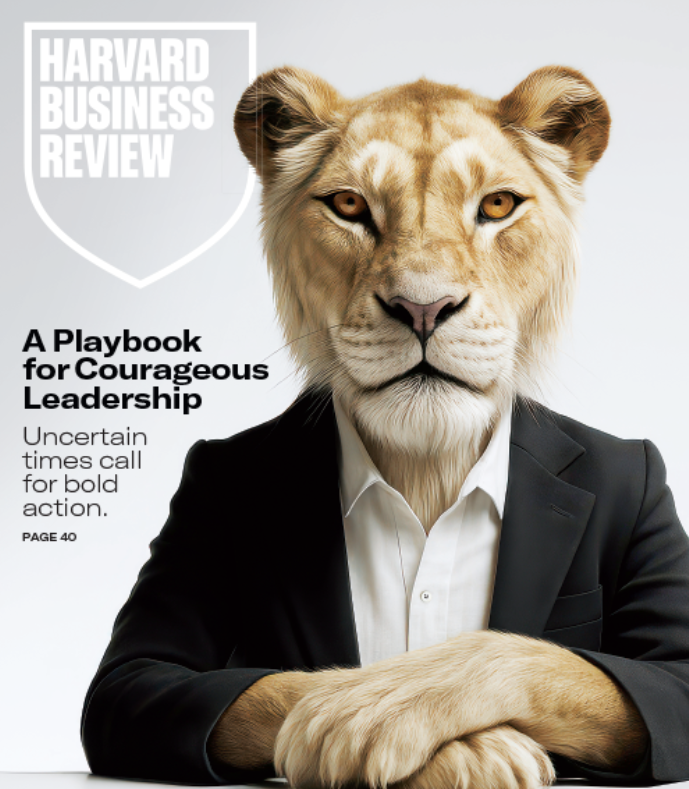 HARVARD
BUSINESS
REVIEW
A Playbook
for Courageous
Leadership
Uncertain
times call
for bold
action.
PAGE 40